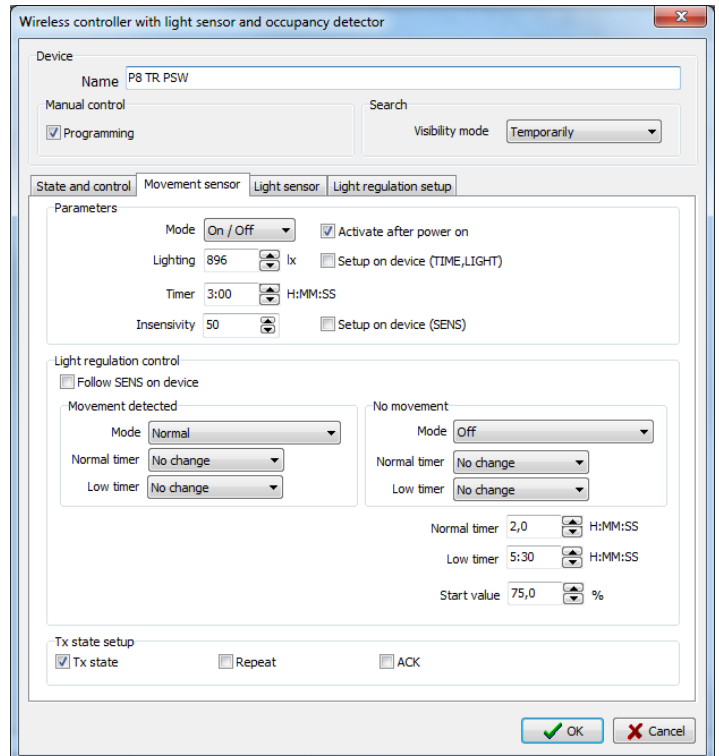 Wireless controller with light sensor and occupancy detector
Device
Name P8 TR PSW
Manual control
Programming
Search
Visibility mode Temporarily
State and control Movement sensor Light sensor Light regulation setup
Parameters
Mode On / Off Activate after power on
Lighting 896 lx Setup on device (TIME,LIGHT)
Timer 3:00 H:MM:SS
Insensivity 50 Setup on device (SENS)
Light regulation control
Follow SENS on device
Movement detected
Mode Normal
Normal timer No change
Low timer No change
No movement
Mode Off
Normal timer No change
Low timer No change
Normal timer 2,0 H:MM:SS
Low timer 5:30 H:MM:SS
Start value 75,0 %
Tx state setup
Tx state Repeat ACK
OK Cancel